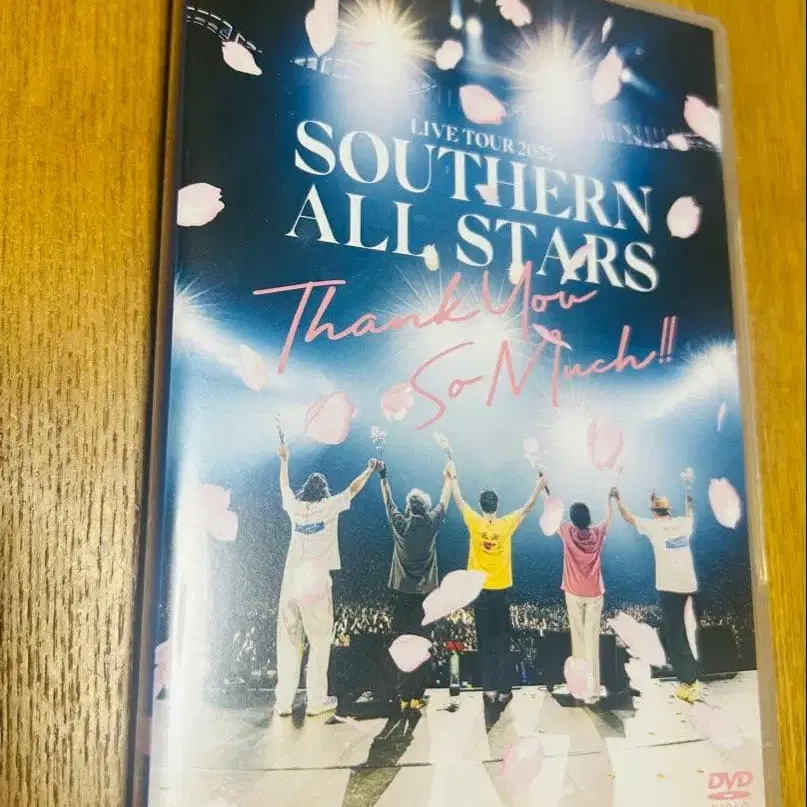 LIVE TOUR 2025
SOUTHERN
ALL STARS
Thank You
So Much!!
DVD